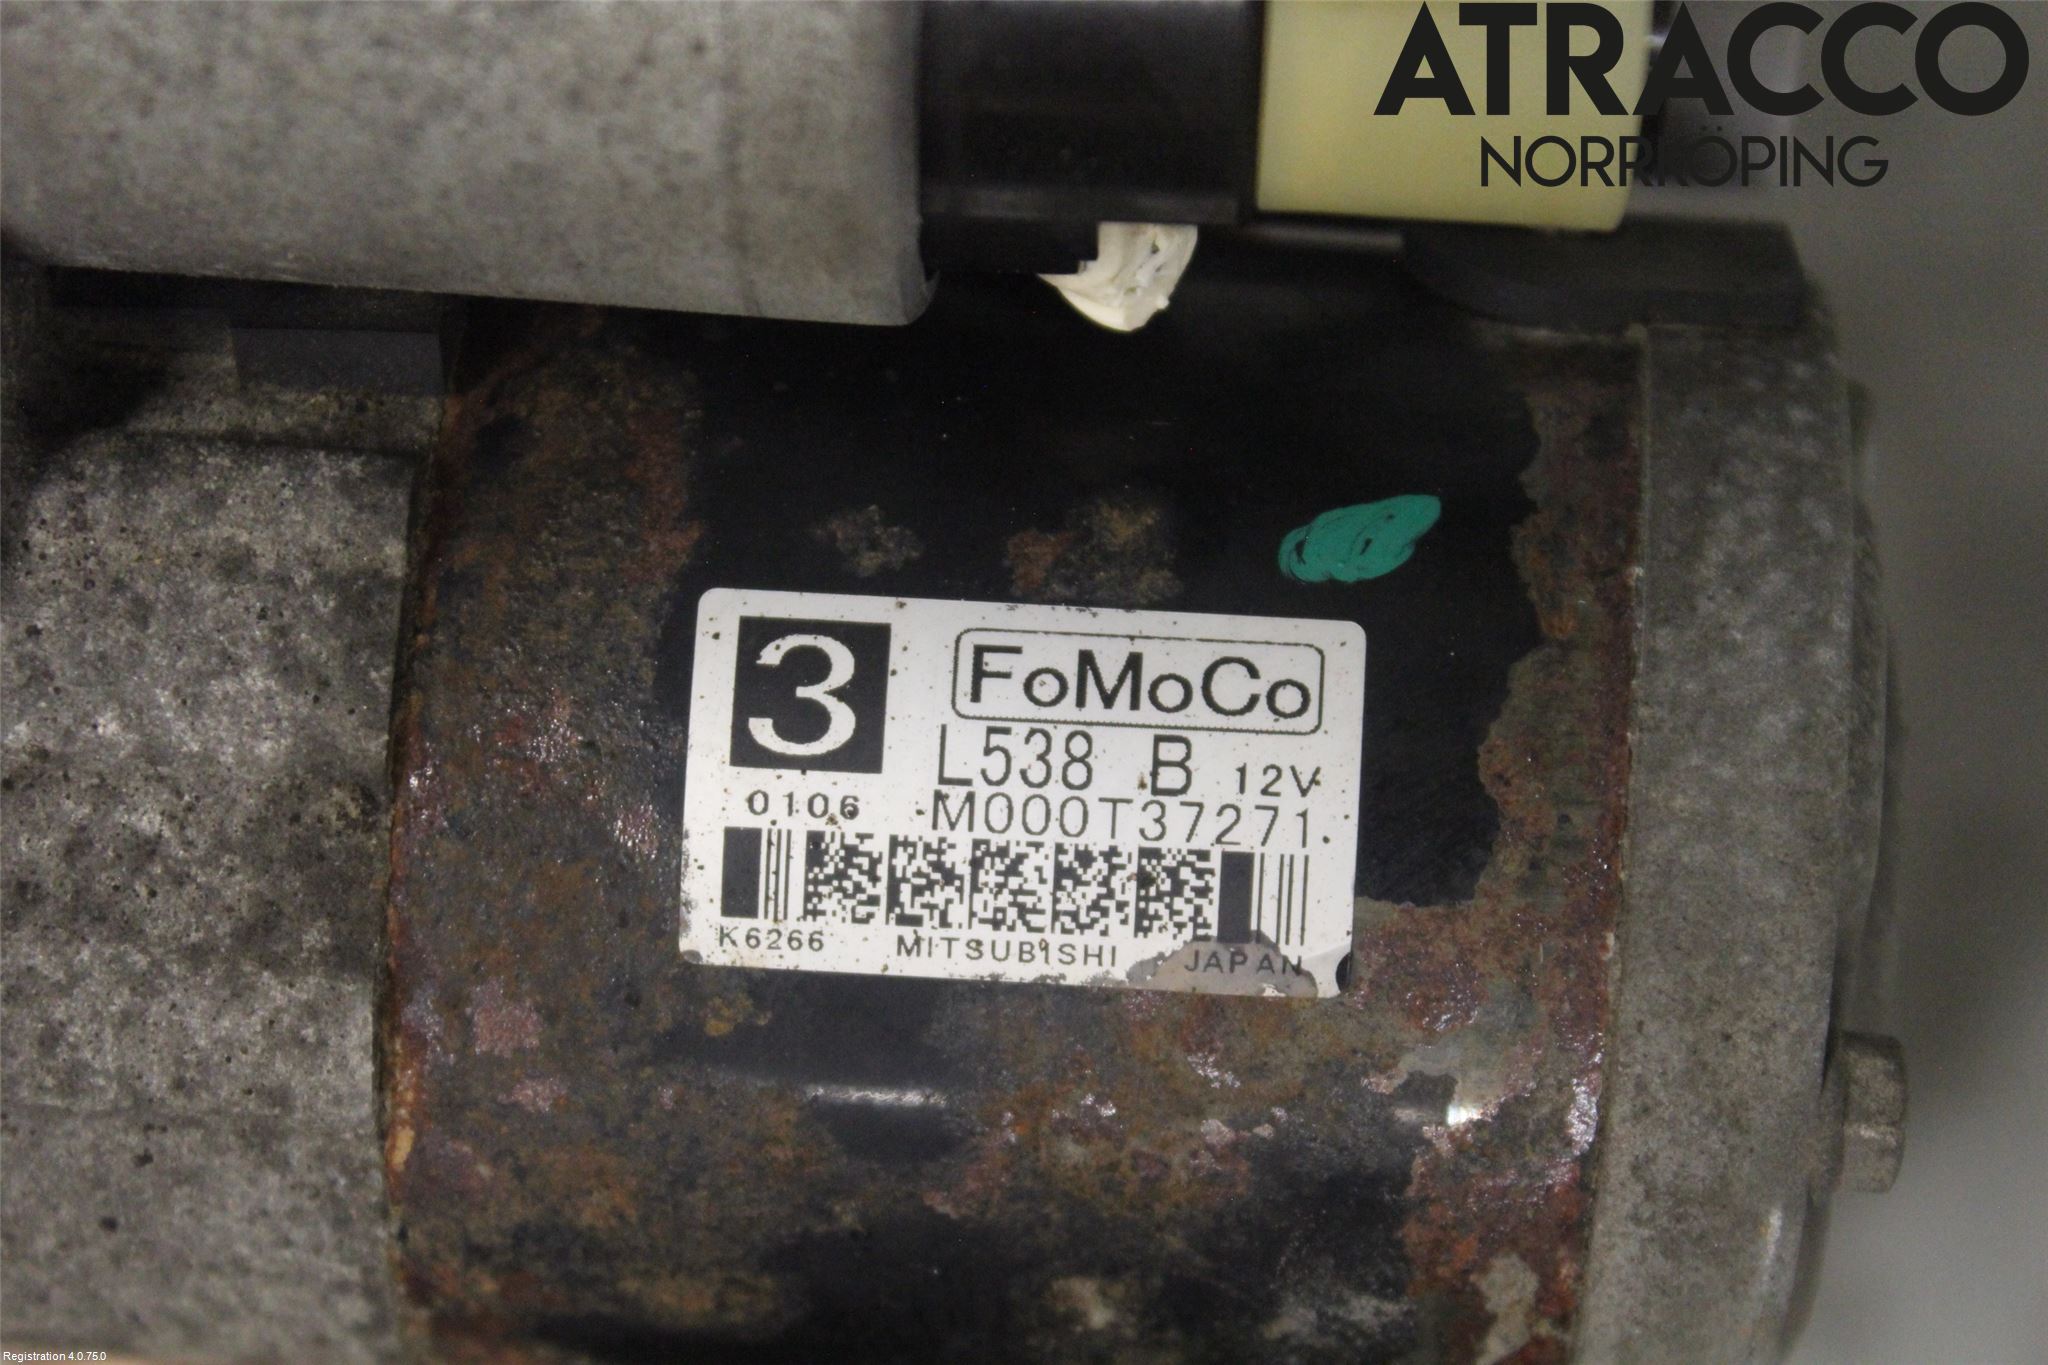 ATRACCO
NORRKÖPING
3
FoMoCo
L538 B 12V
0106 M000T37271
K6266 MITSUBISHI JAPAN
Registration 4.0.75.0